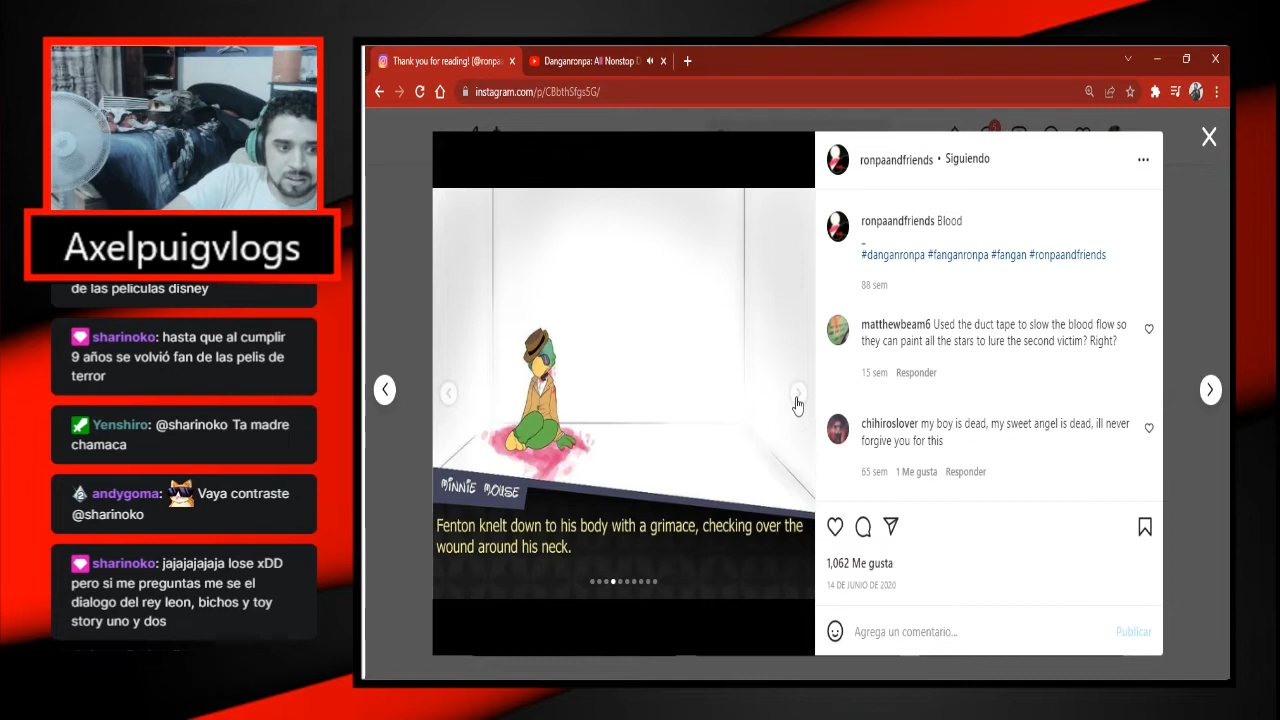 Axelpuigvlogs
de las peliculas disney
sharinoko: hasta que al cumplir
9 años se volvió fan de las pelis de
terror
Yenshiro: @sharinoko Ta madre
chamaca
andygoma: Vaya contraste
@sharinoko
sharinoko: jajajajajaja lose xDD
pero si me preguntas me se el
dialogo del rey leon, bichos y toy
story uno y dos
Thank you for reading! (@ronpa
Danganronpa: All Nonstop D
instagram.com/p/CBbthSfgs5G/
MINNIE MOUSE
Fenton knelt down to his body with a grimace, checking over the
wound around his neck.
ronpaandfriends • Siguiendo
ronpaandfriends Blood
_
#danganronpa #fanganronpa #fangan #ronpaandfriends
88 sem
matthewbeam6 Used the duct tape to slow the blood flow so
they can paint all the stars to lure the second victim? Right?
15 sem Responder
chihiroslover my boy is dead, my sweet angel is dead, ill never
forgive you for this
65 sem 1 Me gusta Responder
1,062 Me gusta
14 DE JUNIO DE 2020
Agrega un comentario...
Publicar